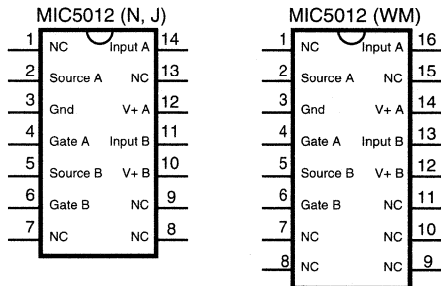 MIC5012 (N, J)
1 NC Input A 14
2 Source A NC 13
3 Gnd V+ A 12
4 Gate A Input B 11
5 Source B V+ B 10
6 Gate B NC 9
7 NC NC 8
MIC5012 (WM)
1 NC Input A 16
2 Source A NC 15
3 Gnd V+ A 14
4 Gate A Input B 13
5 Source B V+ B 12
6 Gate B NC 11
7 NC NC 10
8 NC NC 9